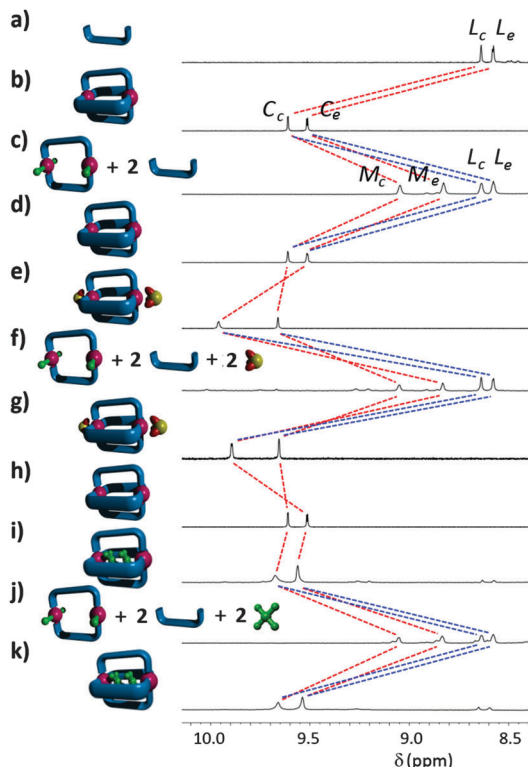 a)
L_c L_e
b)
C_c C_e
c)
+ 2
M_c M_e L_c L_e
d)
e)
f)
+ 2 + 2
g)
h)
i)
j)
+ 2 + 2
k)
10.0 9.5 9.0 8.5
δ (ppm)